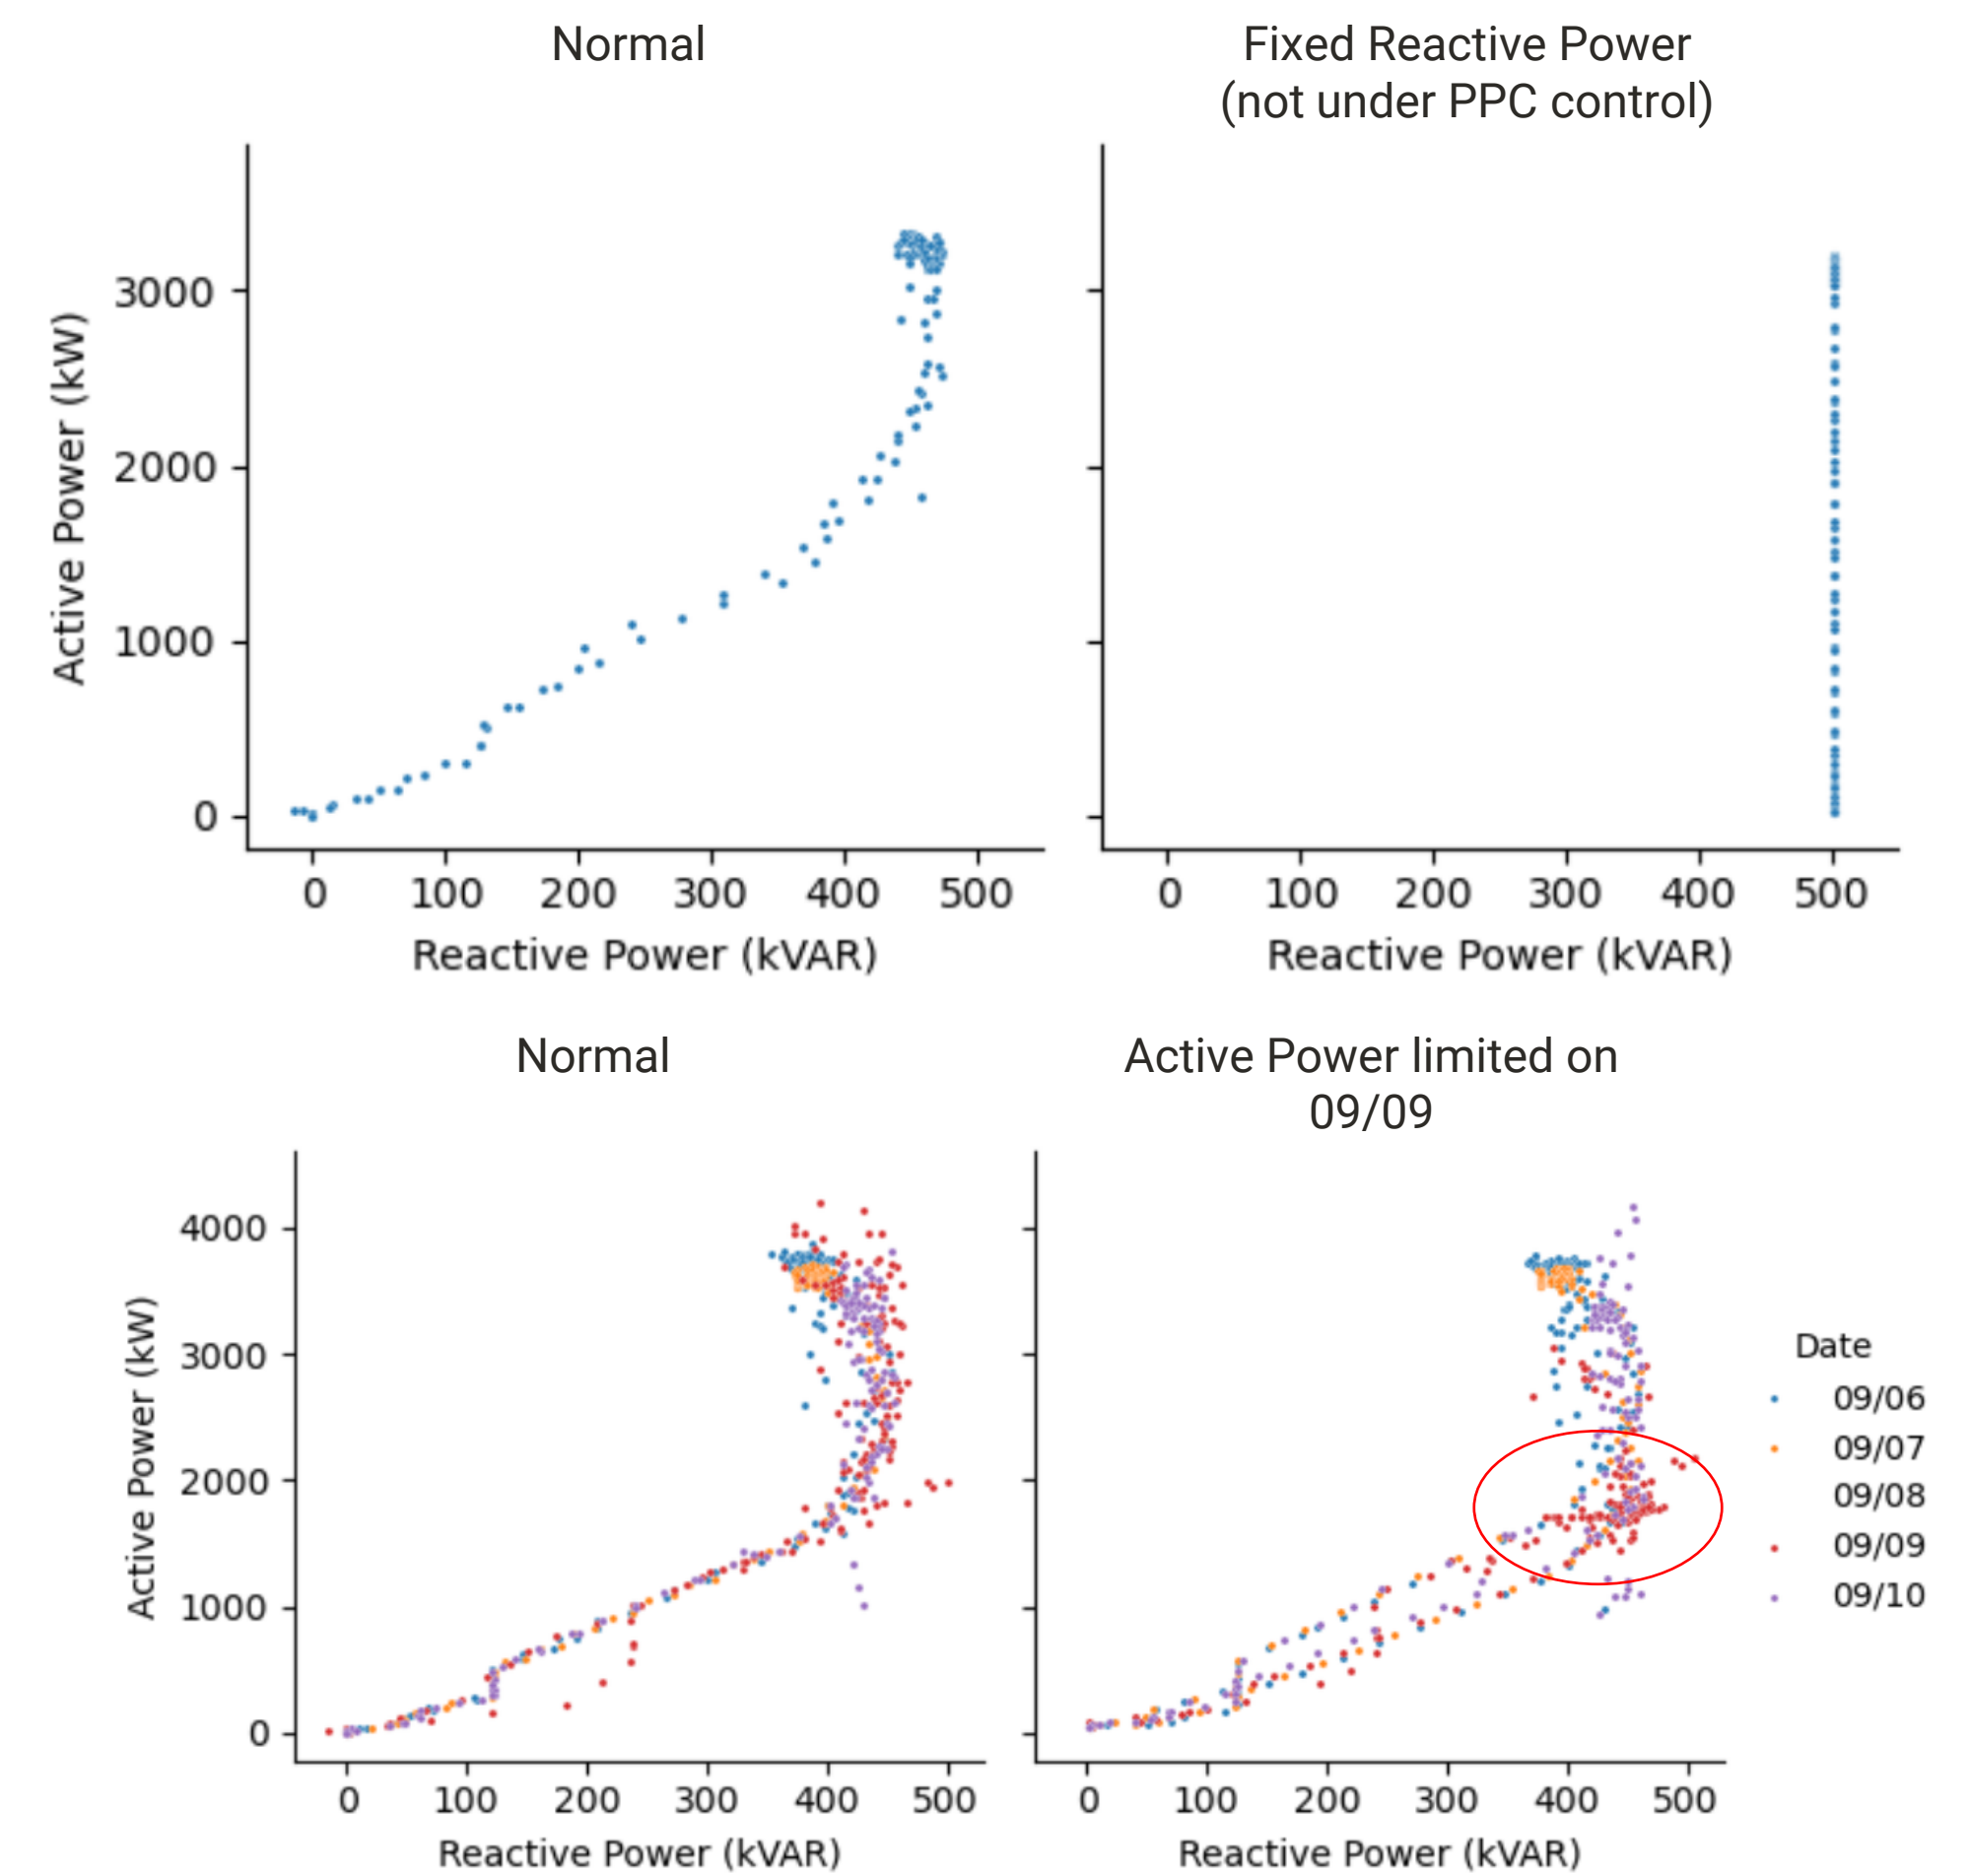 Normal
Fixed Reactive Power
(not under PPC control)
Active Power (kW)
3000
2000
1000
0
0 100 200 300 400 500
Reactive Power (kVAR)
0 100 200 300 400 500
Reactive Power (kVAR)
Normal
Active Power limited on
09/09
Active Power (kW)
4000
3000
2000
1000
0
0 100 200 300 400 500
Reactive Power (kVAR)
0 100 200 300 400 500
Reactive Power (kVAR)
Date
09/06
09/07
09/08
09/09
09/10